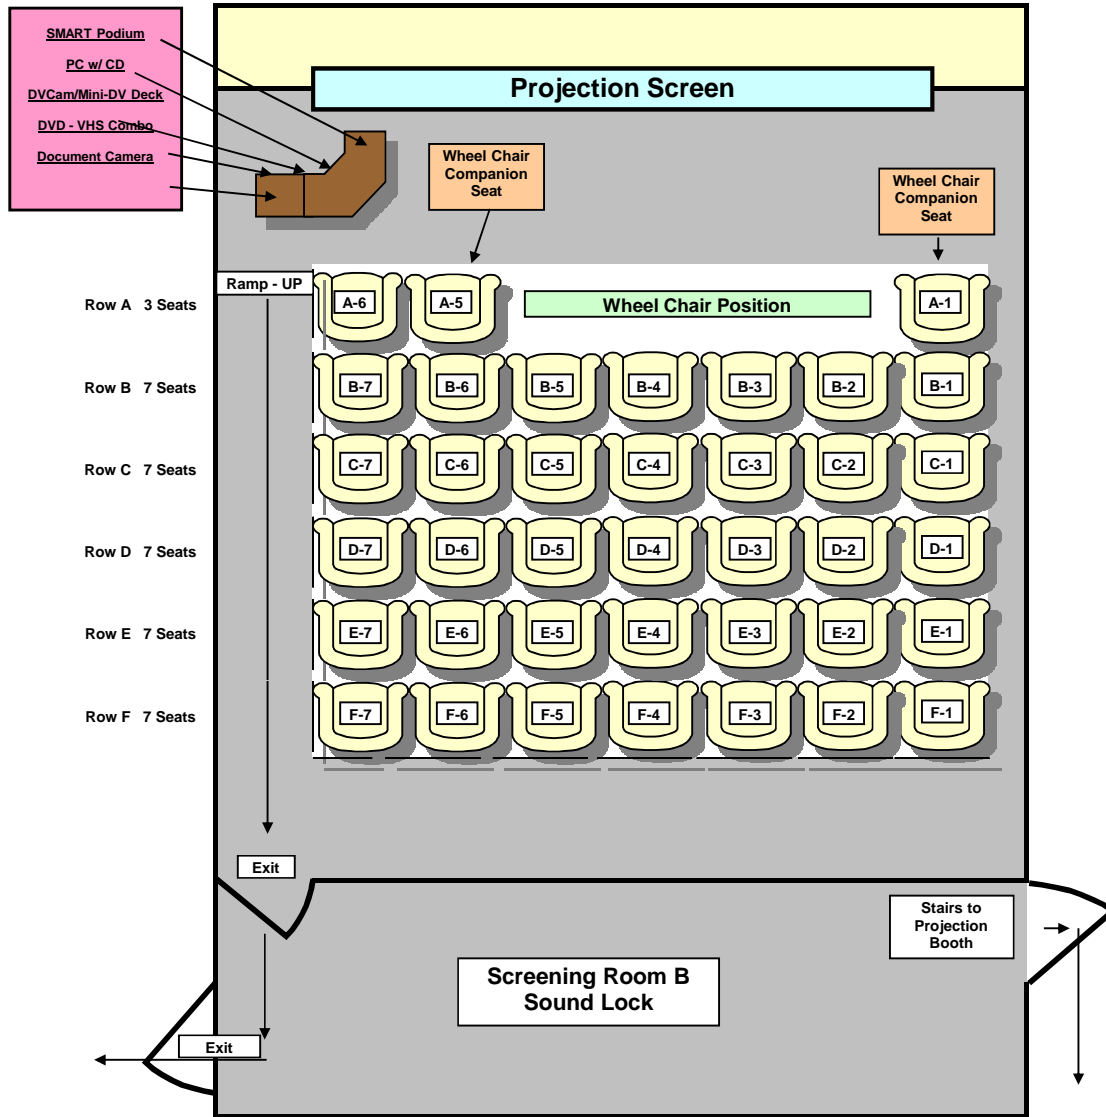 SMART Podium
PC w/ CD
DVCam/Mini-DV Deck
DVD - VHS Combo
Document Camera
Projection Screen
Wheel Chair
Companion
Seat
Wheel Chair
Companion
Seat
Ramp - UP
Row A 3 Seats
A-6 A-5 Wheel Chair Position A-1
Row B 7 Seats
B-7 B-6 B-5 B-4 B-3 B-2 B-1
Row C 7 Seats
C-7 C-6 C-5 C-4 C-3 C-2 C-1
Row D 7 Seats
D-7 D-6 D-5 D-4 D-3 D-2 D-1
Row E 7 Seats
E-7 E-6 E-5 E-4 E-3 E-2 E-1
Row F 7 Seats
F-7 F-6 F-5 F-4 F-3 F-2 F-1
Exit
Stairs to
Projection
Booth
Screening Room B
Sound Lock
Exit